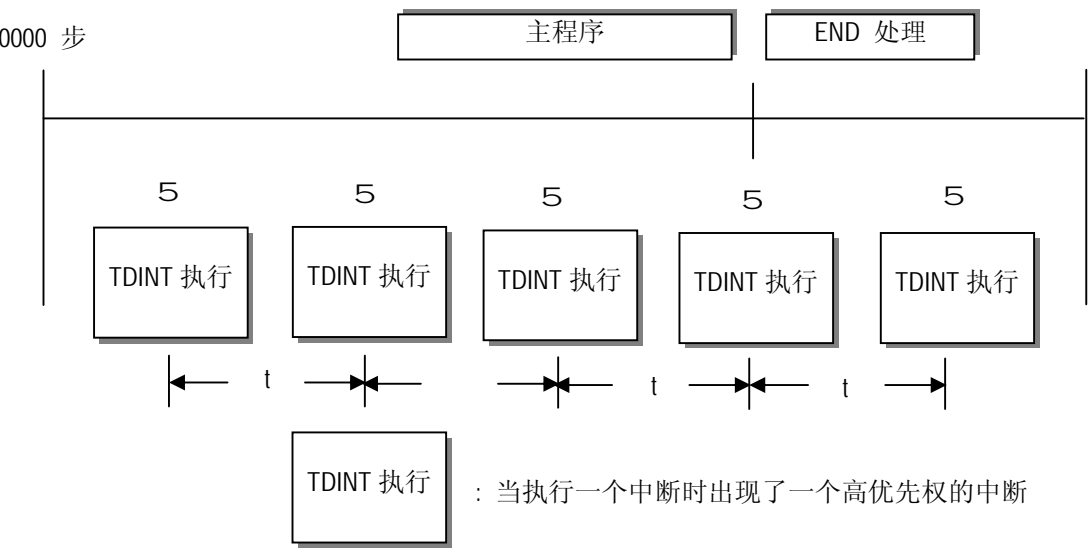 0000 步
主程序
END 处理
5 5 5 5 5
TDINT 执行 TDINT 执行 TDINT 执行 TDINT 执行 TDINT 执行
t t t
TDINT 执行 : 当执行一个中断时出现了一个高优先权的中断